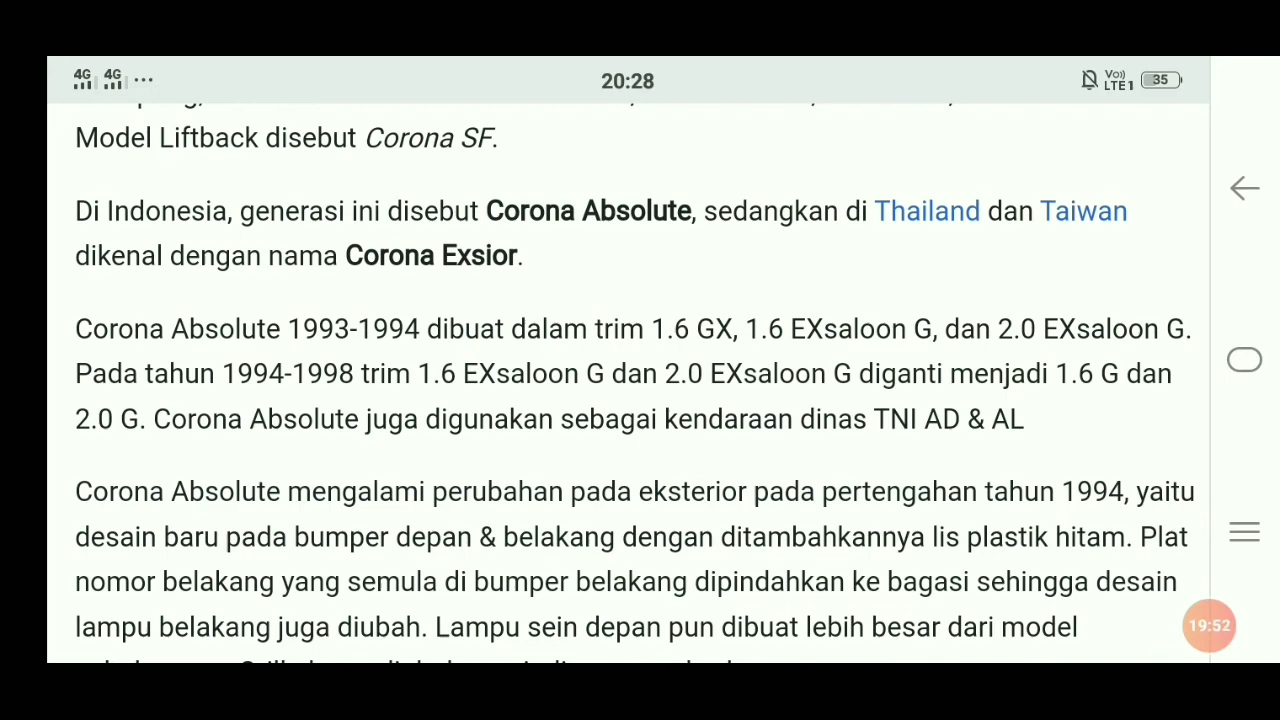 4G 4G ...
20:28
Vo)) LTE 1
35
Model Liftback disebut Corona SF.
Di Indonesia, generasi ini disebut Corona Absolute, sedangkan di Thailand dan Taiwan
dikenal dengan nama Corona Exsior.
Corona Absolute 1993-1994 dibuat dalam trim 1.6 GX, 1.6 EXsaloon G, dan 2.0 EXsaloon G.
Pada tahun 1994-1998 trim 1.6 EXsaloon G dan 2.0 EXsaloon G diganti menjadi 1.6 G dan
2.0 G. Corona Absolute juga digunakan sebagai kendaraan dinas TNI AD & AL
Corona Absolute mengalami perubahan pada eksterior pada pertengahan tahun 1994, yaitu
desain baru pada bumper depan & belakang dengan ditambahkannya lis plastik hitam. Plat
nomor belakang yang semula di bumper belakang dipindahkan ke bagasi sehingga desain
lampu belakang juga diubah. Lampu sein depan pun dibuat lebih besar dari model
19:52